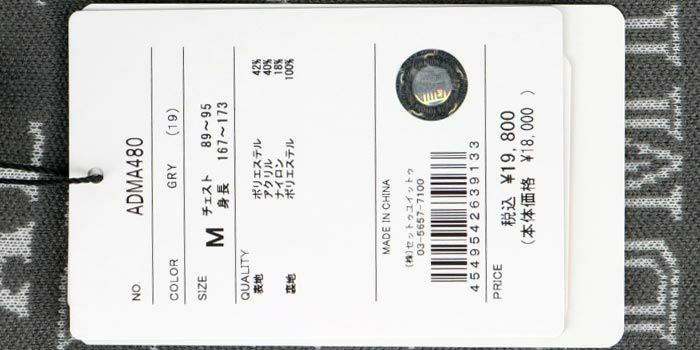 NO ADMA480
COLOR GRY (19)
SIZE M チェスト 89〜95
身長 167〜173
QUALITY
表地 ポリエステル 42%
アクリル 40%
ナイロン 18%
裏地 ポリエステル 100%
MADE IN CHINA
(株)セットゥユイットゥ
03-5657-7100
4549542639133
PRICE 税込 ¥19,800
(本体価格 ¥18,000 )